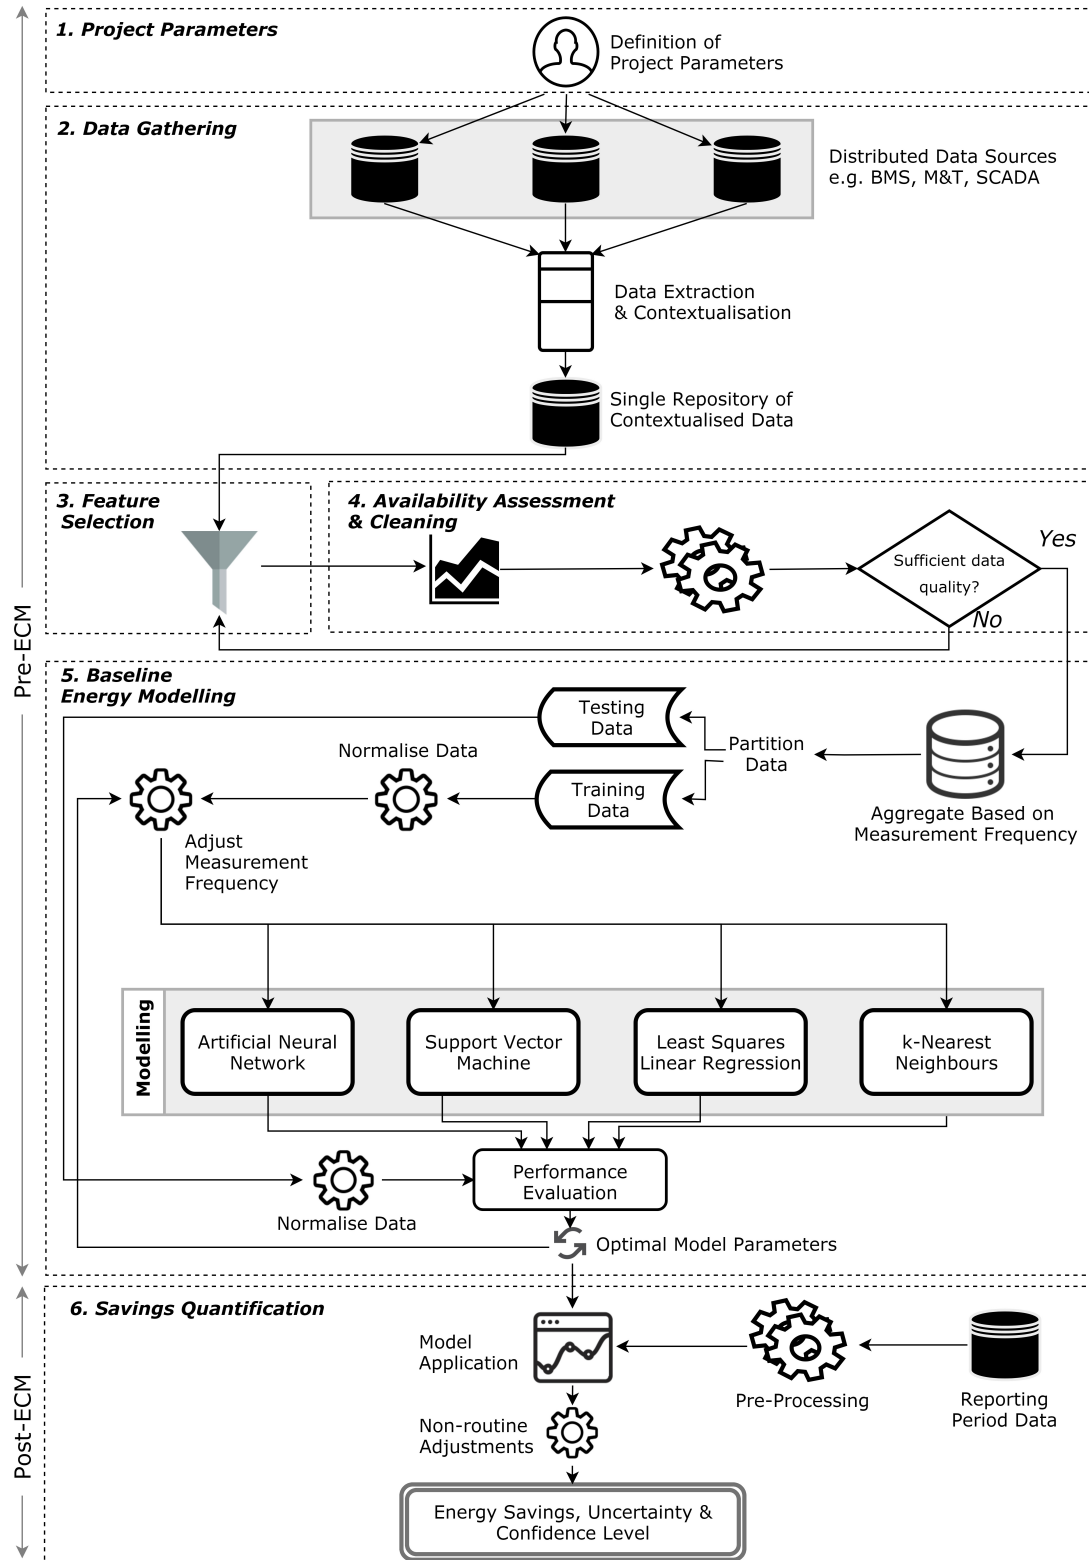 1. Project Parameters
Definition of
Project Parameters
2. Data Gathering
Distributed Data Sources
e.g. BMS, M&T, SCADA
Data Extraction
& Contextualisation
Single Repository of
Contextualised Data
3. Feature
Selection
4. Availability Assessment
& Cleaning
Sufficient data
quality?
Yes
No
Pre-ECM
5. Baseline
Energy Modelling
Testing
Data
Partition
Data
Normalise Data
Training
Data
Aggregate Based on
Measurement Frequency
Adjust
Measurement
Frequency
Modelling
Artificial Neural
Network
Support Vector
Machine
Least Squares
Linear Regression
k-Nearest
Neighbours
Performance
Evaluation
Normalise Data
Optimal Model Parameters
Post-ECM
6. Savings Quantification
Model
Application
Pre-Processing
Reporting
Period Data
Non-routine
Adjustments
Energy Savings, Uncertainty &
Confidence Level